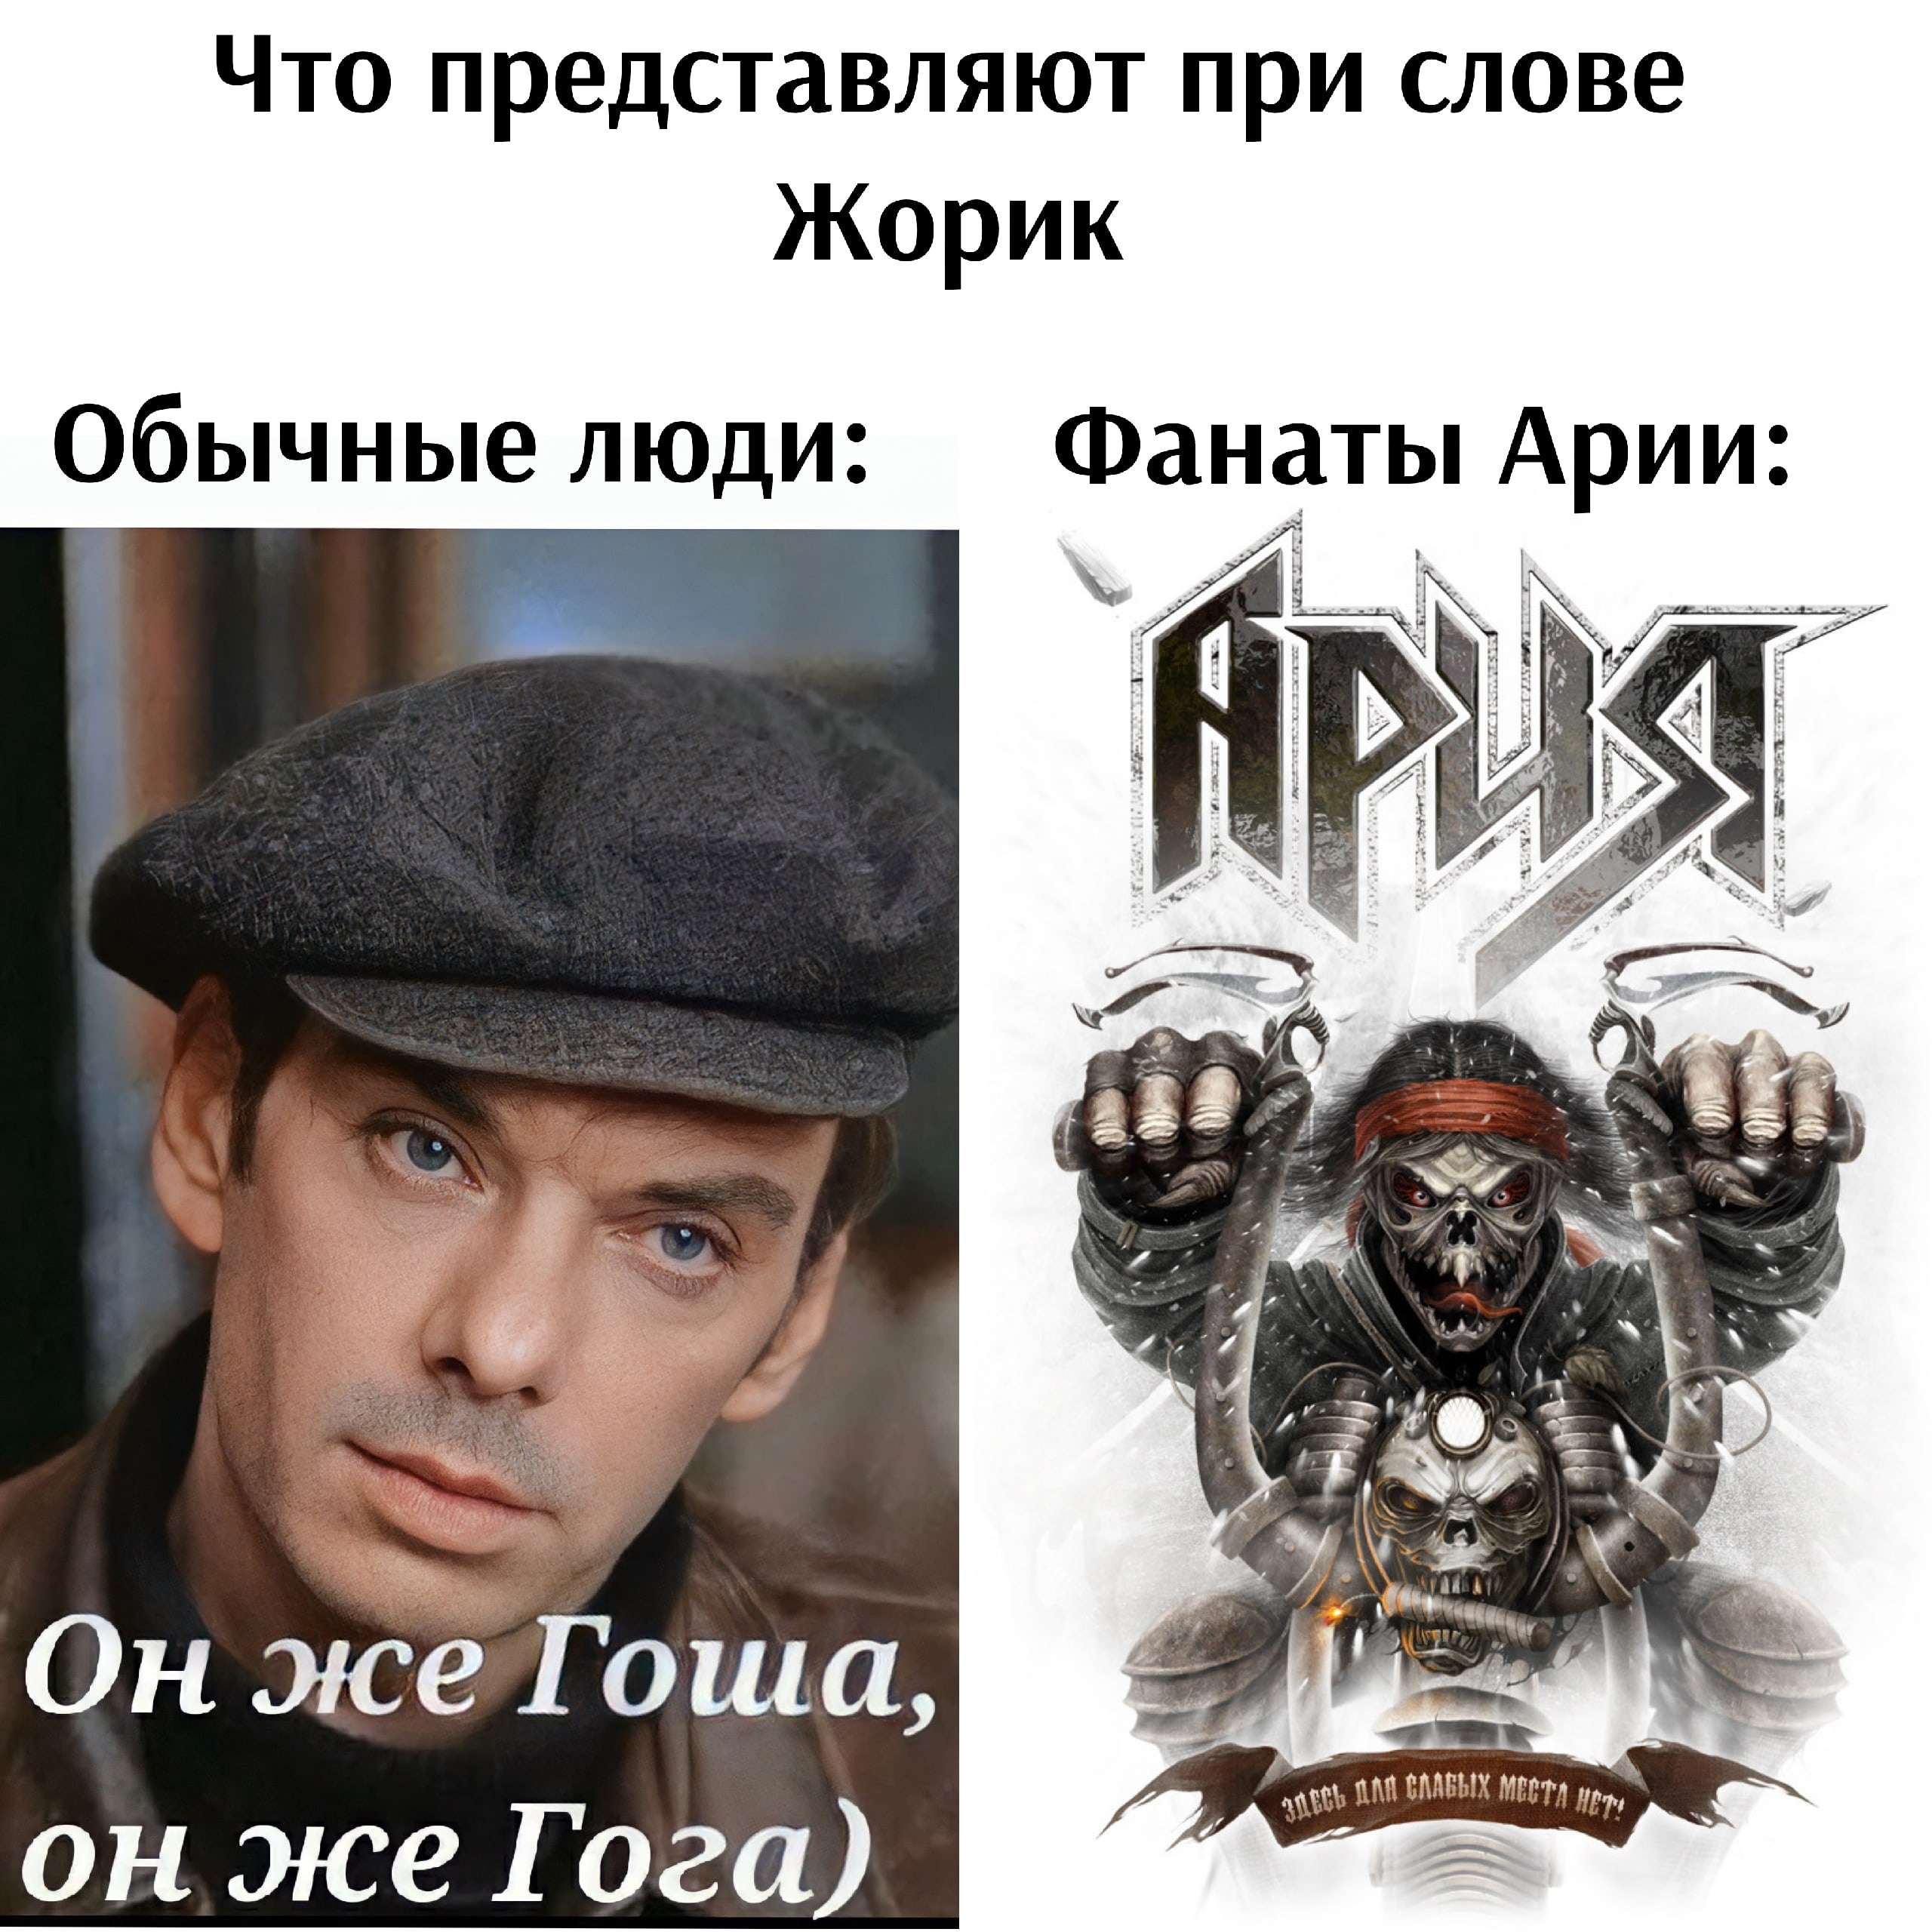 Что представляют при слове
Жорик
Обычные люди:
Фанаты Арии:
Он же Гоша,
он же Гога)
АРИЯ
ЗДЕСЬ ДЛЯ СЛАБЫХ МЕСТА НЕТ!